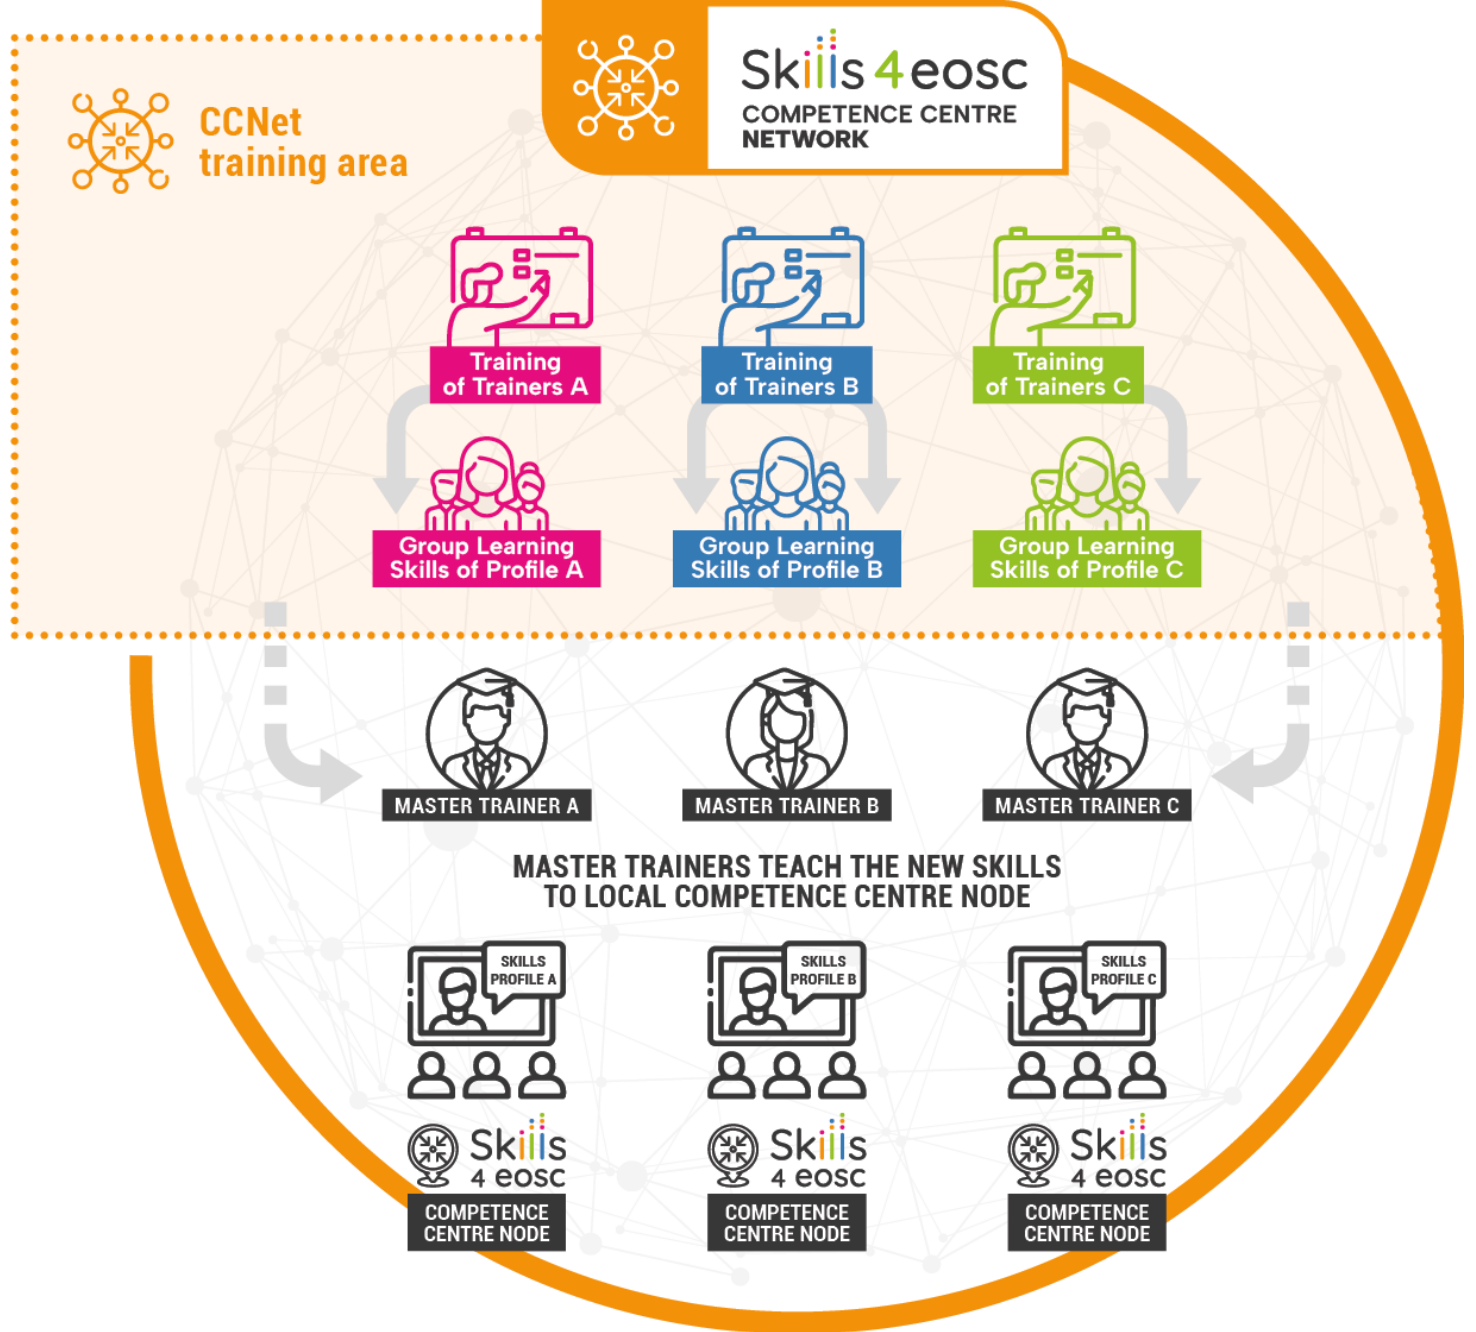 Skills 4 eosc
COMPETENCE CENTRE
NETWORK
CCNet
training area
Training
of Trainers A
Training
of Trainers B
Training
of Trainers C
Group Learning
Skills of Profile A
Group Learning
Skills of Profile B
Group Learning
Skills of Profile C
MASTER TRAINER A
MASTER TRAINER B
MASTER TRAINER C
MASTER TRAINERS TEACH THE NEW SKILLS
TO LOCAL COMPETENCE CENTRE NODE
SKILLS
PROFILE A
SKILLS
PROFILE B
SKILLS
PROFILE C
Skills
4 eosc
COMPETENCE
CENTRE NODE
Skills
4 eosc
COMPETENCE
CENTRE NODE
Skills
4 eosc
COMPETENCE
CENTRE NODE